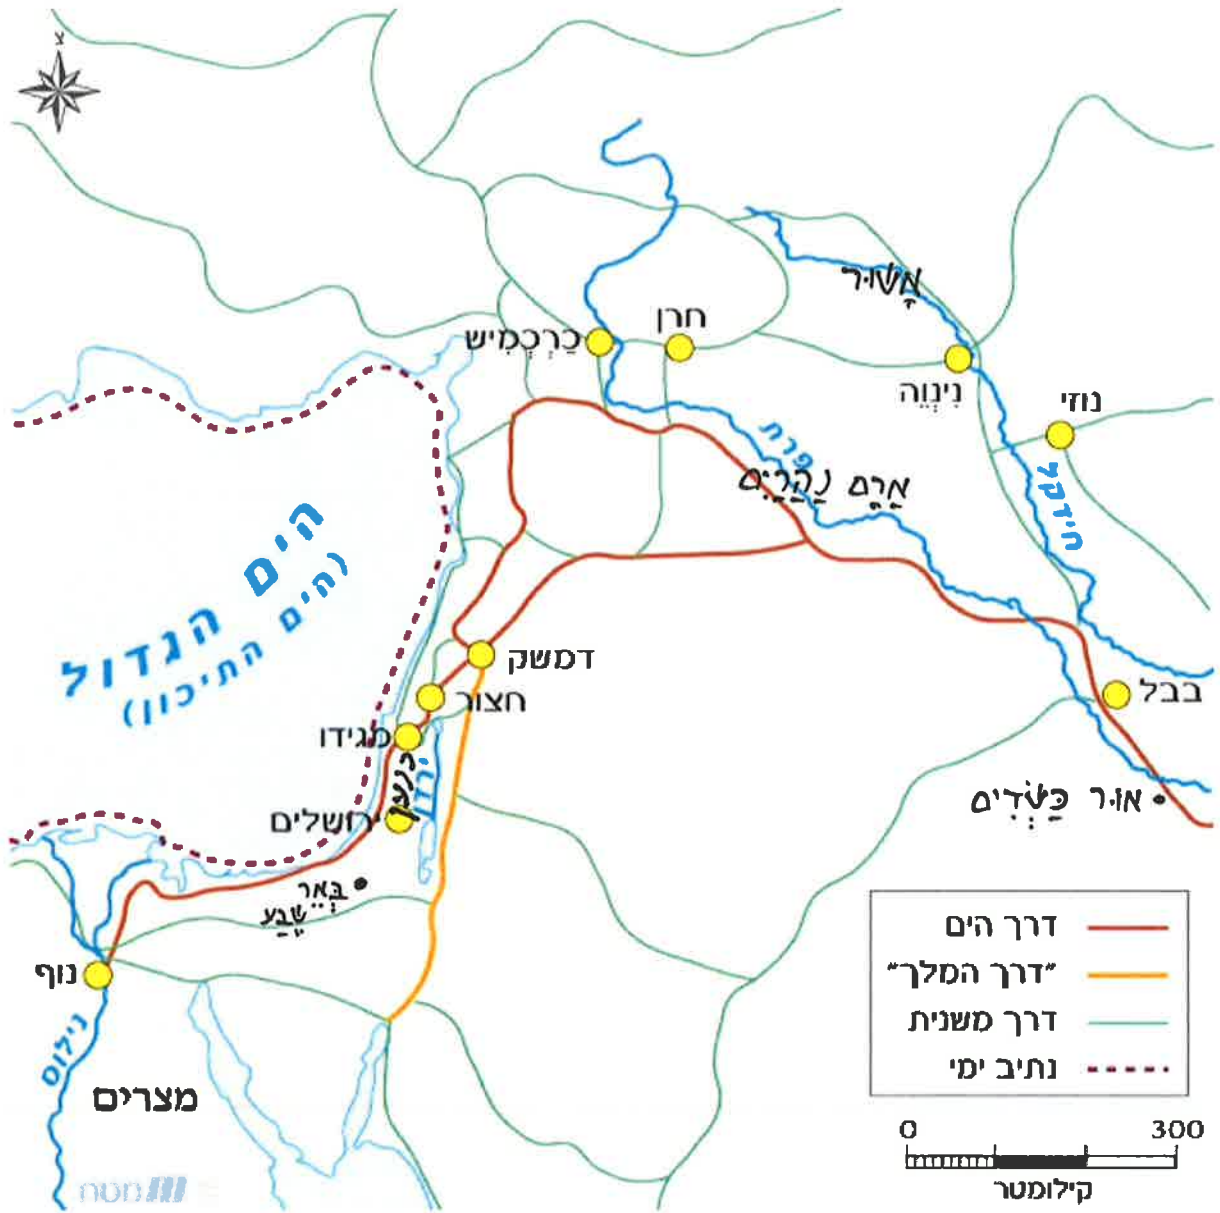 צ
אַָשׁוּר
חרן
כַּרְכְּמִישׁ
נִינְוֵה
נוזי
פרת
אֲרַם נַהֲרַיִם
חידקל
הים הגדול
(הים התיכון)
דמשק
חצור
בבל
מגידו
כנען
ירדן
אוּר כַּשְׂדִּים
ירושלים
בְּאֵר
שֶׁבַע
נוף
נילוס
מצרים
דרך הים
"דרך המלך"
דרך משנית
נתיב ימי
0 300
קילומטר
מטח